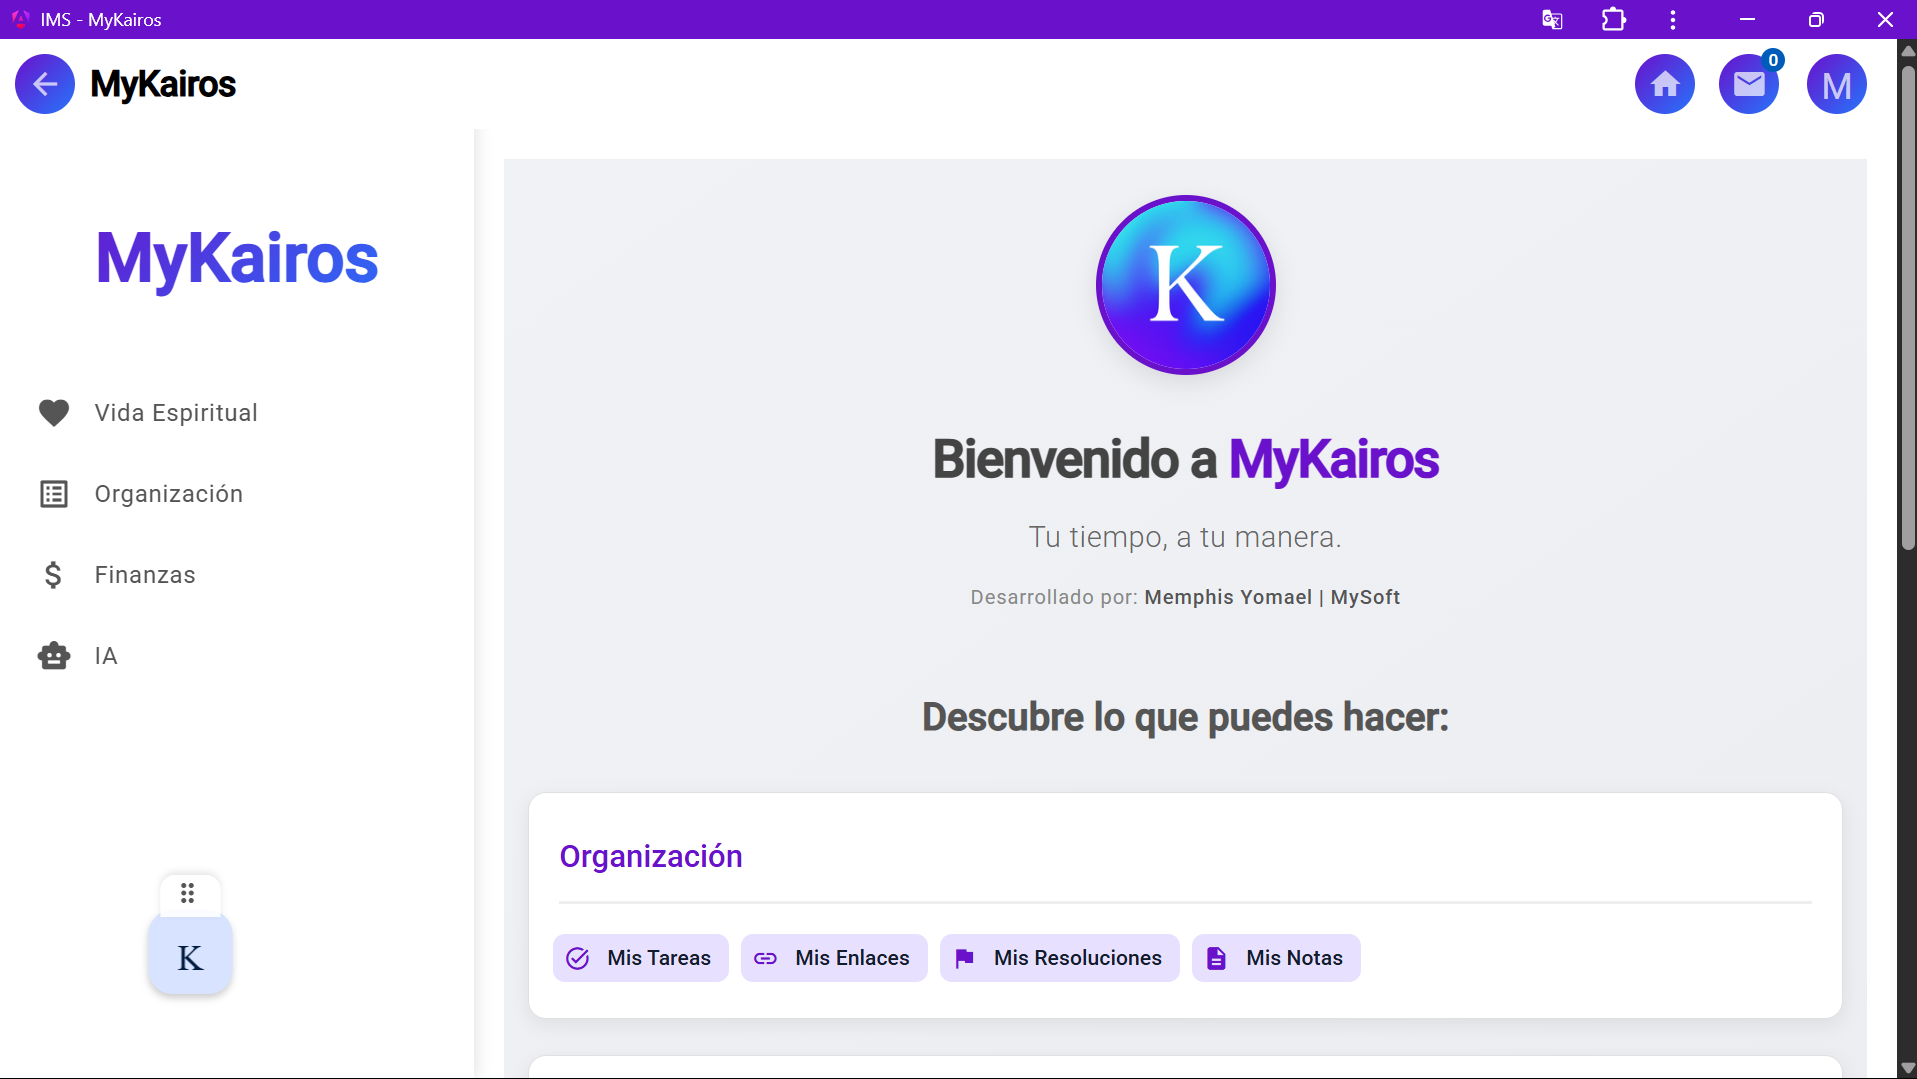 IMS - MyKairos
MyKairos
0
M
MyKairos
Vida Espiritual
Organización
Finanzas
IA
K
K
Bienvenido a MyKairos
Tu tiempo, a tu manera.
Desarrollado por: Memphis Yomael | MySoft
Descubre lo que puedes hacer:
Organización
Mis Tareas
Mis Enlaces
Mis Resoluciones
Mis Notas